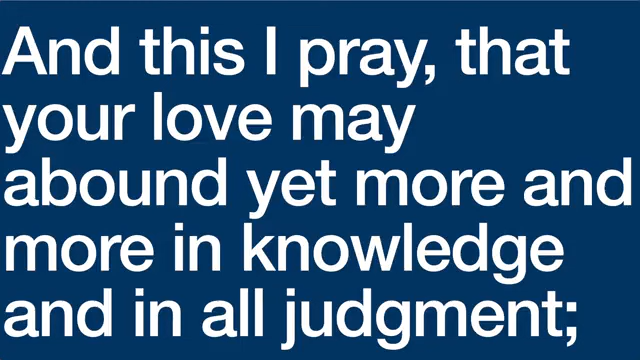 And this I pray, that
your love may
abound yet more and
more in knowledge
and in all judgment;